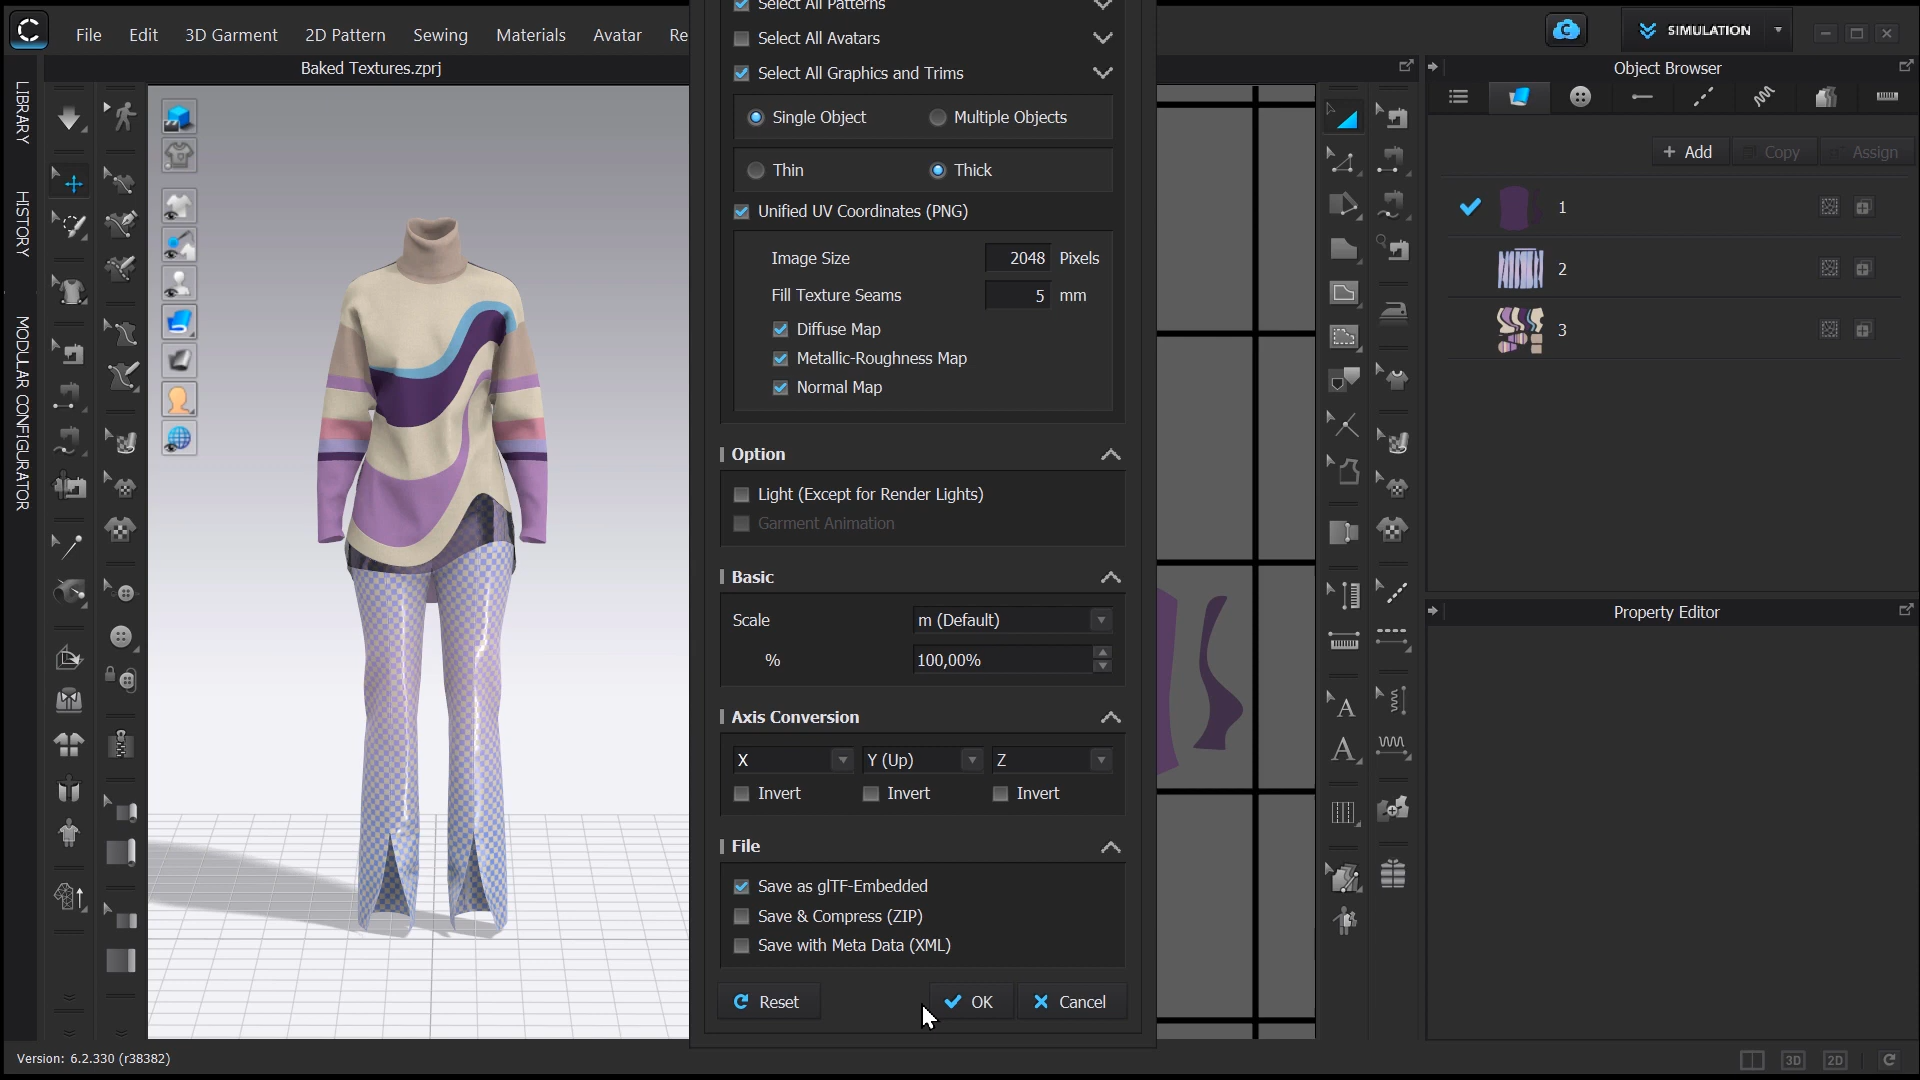 File Edit 3D Garment 2D Pattern Sewing Materials Avatar Re
SIMULATION
Baked Textures.zprj
LIBRARY
HISTORY
MODULAR CONFIGURATOR
Select All Patterns
Select All Avatars
Select All Graphics and Trims
Single Object Multiple Objects
Thin Thick
Unified UV Coordinates (PNG)
Image Size 2048 Pixels
Fill Texture Seams 5 mm
Diffuse Map
Metallic-Roughness Map
Normal Map
Option
Light (Except for Render Lights)
Garment Animation
Basic
Scale m (Default)
% 100,00%
Axis Conversion
X Y (Up) Z
Invert Invert Invert
File
Save as glTF-Embedded
Save & Compress (ZIP)
Save with Meta Data (XML)
Reset OK Cancel
Object Browser
+ Add Copy Assign
1
2
3
Property Editor
Version: 6.2.330 (r38382)
3D 2D